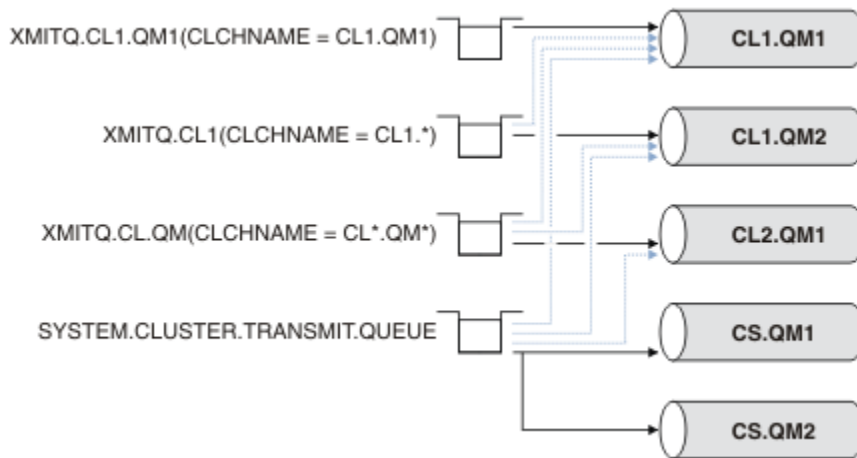 XMITQ.CL1.QM1(CLCHNAME = CL1.QM1)
CL1.QM1
XMITQ.CL1(CLCHNAME = CL1.*)
CL1.QM2
XMITQ.CL.QM(CLCHNAME = CL*.QM*)
CL2.QM1
SYSTEM.CLUSTER.TRANSMIT.QUEUE
CS.QM1
CS.QM2